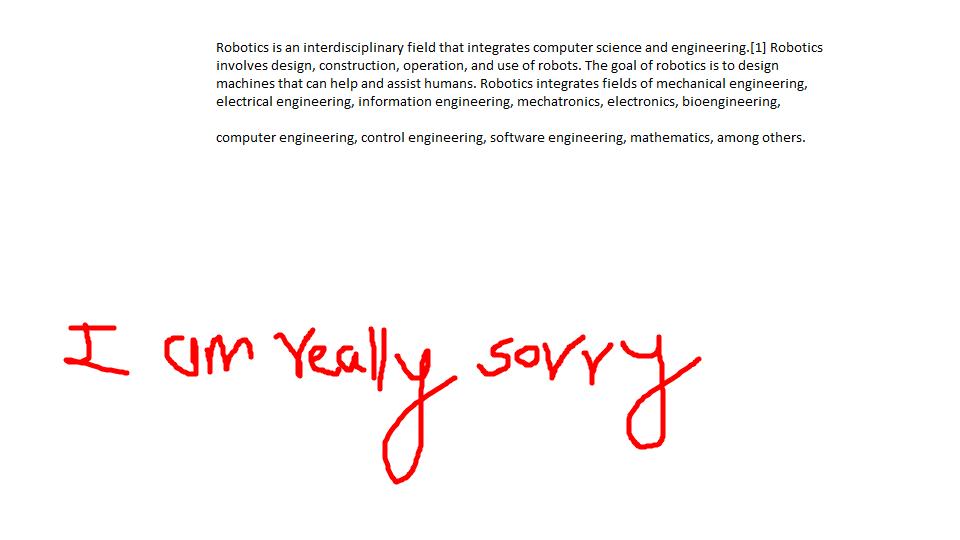 Robotics is an interdisciplinary field that integrates computer science and engineering.[1] Robotics
involves design, construction, operation, and use of robots. The goal of robotics is to design
machines that can help and assist humans. Robotics integrates fields of mechanical engineering,
electrical engineering, information engineering, mechatronics, electronics, bioengineering,
computer engineering, control engineering, software engineering, mathematics, among others.
I am really sorry